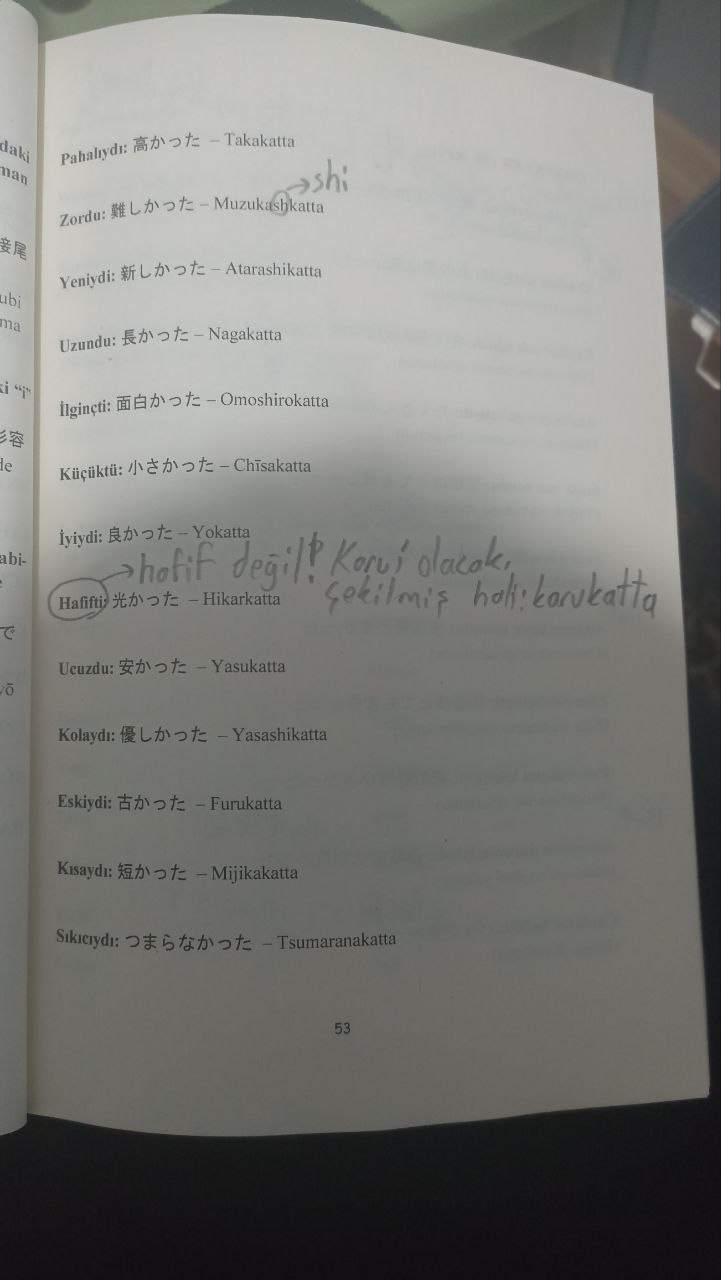 daki
man
接尾
ubi
ma
ki “i”
形容
de
abi-
で
yō
Pahalıydı: 高かった – Takakatta
→shi
Zordu: 難しかった – Muzukashkatta
Yeniydi: 新しかった – Atarashikatta
Uzundu: 長かった – Nagakatta
İlginçti: 面白かった – Omoshirokatta
Küçüktü: 小さかった – Chīsakatta
İyiydi: 良かった – Yokatta
→hafif değil! Karui olacak,
Hafifti: 光かった – Hikarkatta
çekilmiş hali: karukatta
Ucuzdu: 安かった – Yasukatta
Kolaydı: 優しかった – Yasashikatta
Eskiydi: 古かった – Furukatta
Kısaydı: 短かった – Mijikakatta
Sıkıcıydı: つまらなかった – Tsumaranakatta
53